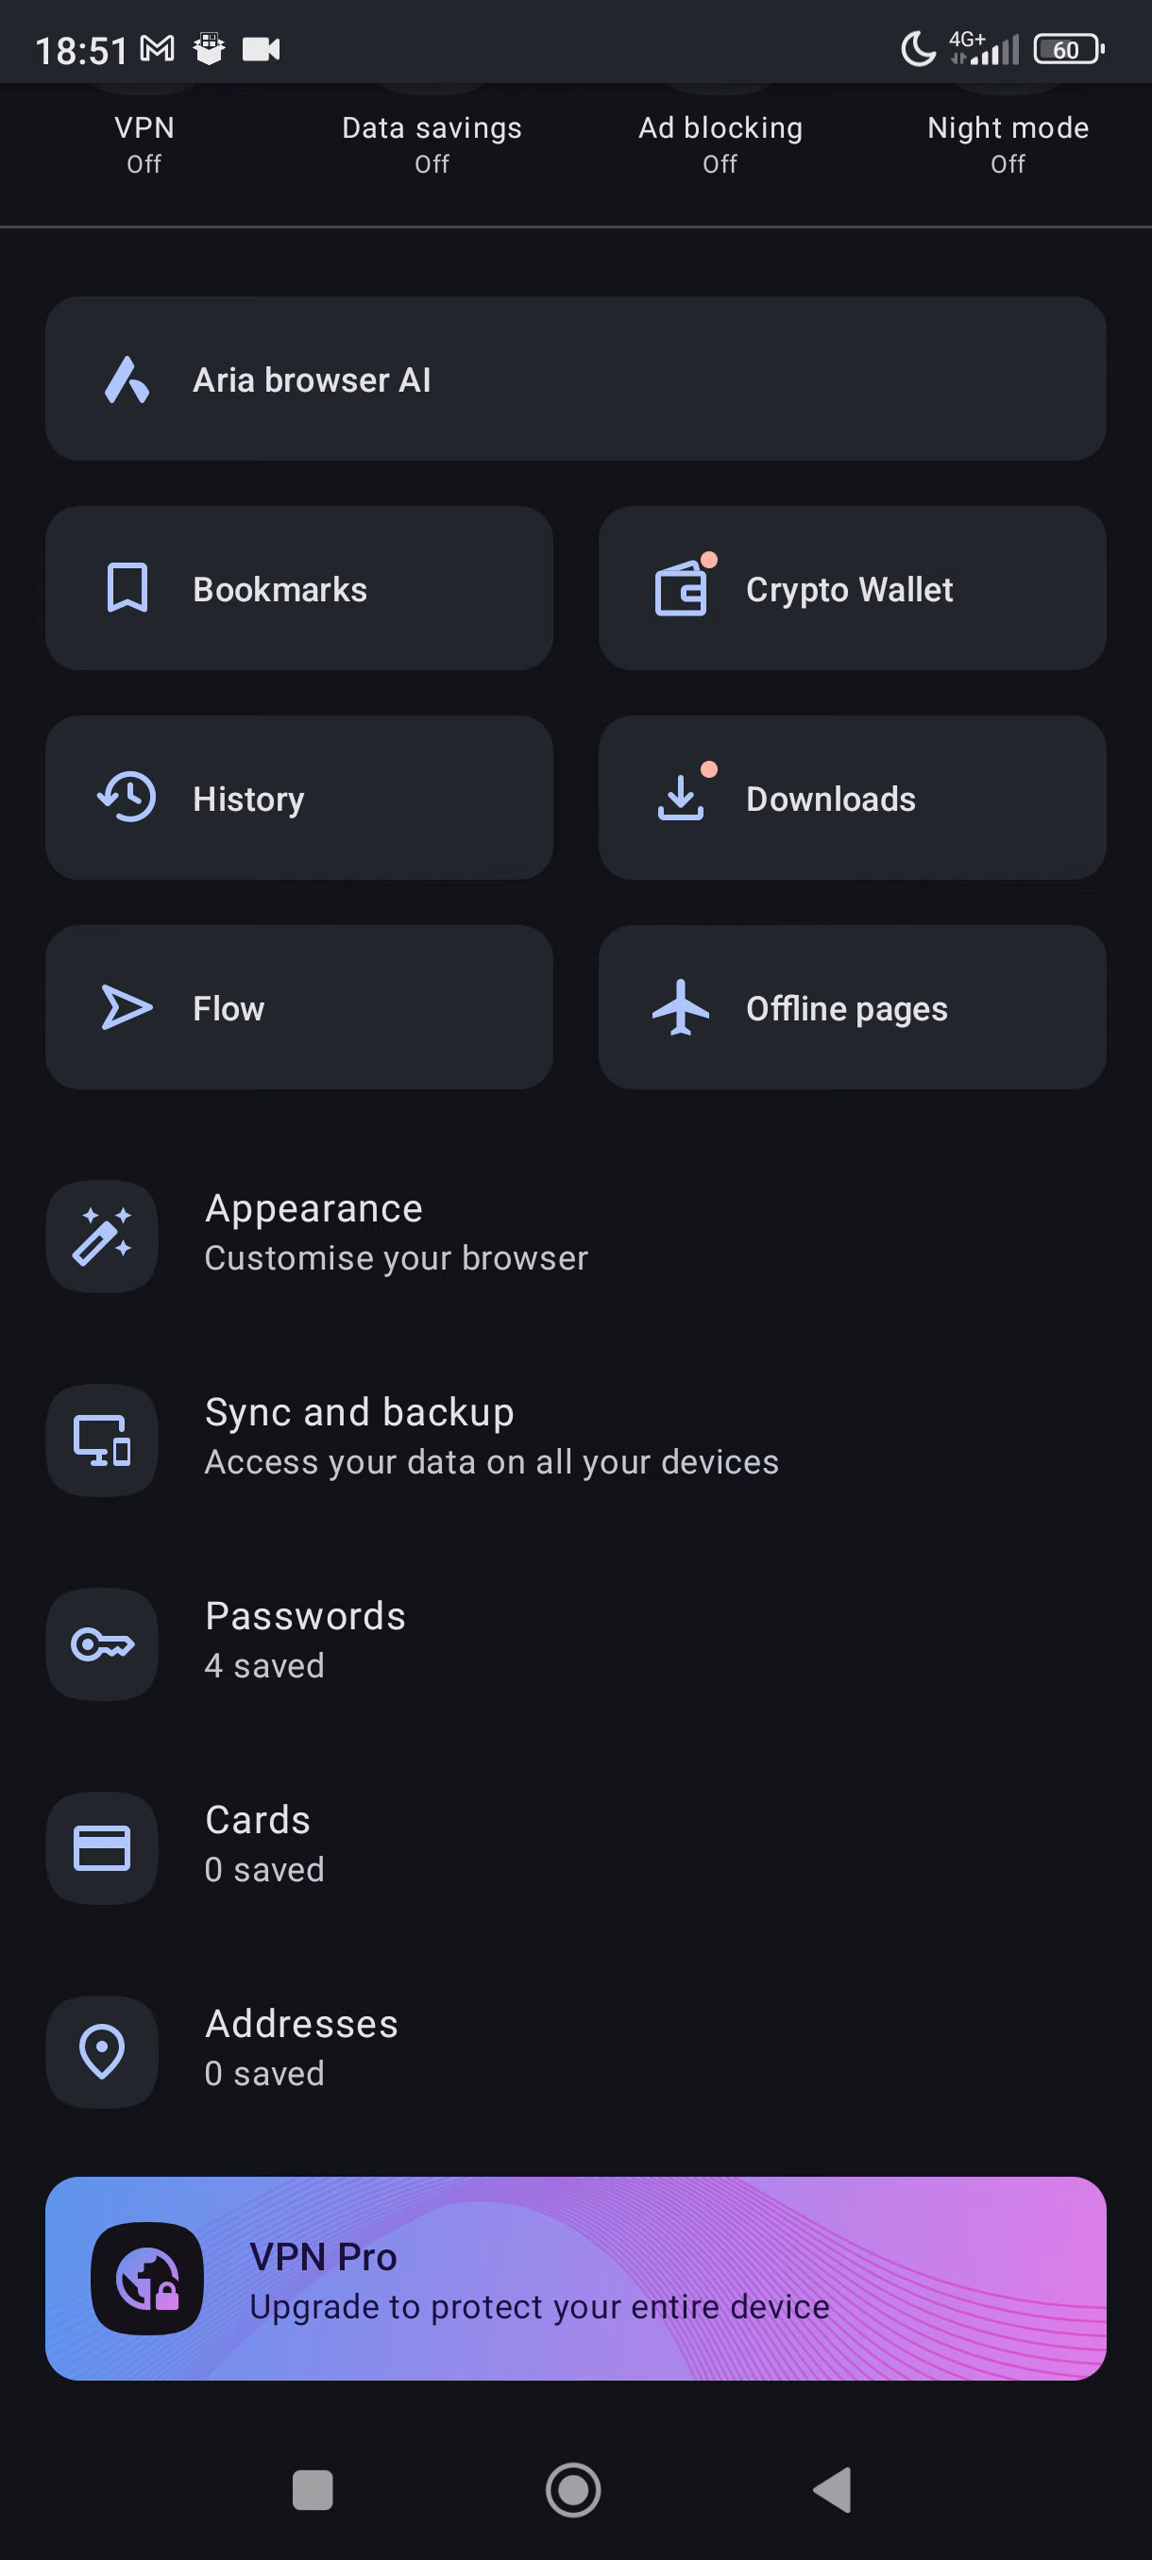 18:51
4G+
60
VPN
Off
Data savings
Off
Ad blocking
Off
Night mode
Off
Aria browser AI
Bookmarks
Crypto Wallet
History
Downloads
Flow
Offline pages
Appearance
Customise your browser
Sync and backup
Access your data on all your devices
Passwords
4 saved
Cards
0 saved
Addresses
0 saved
VPN Pro
Upgrade to protect your entire device